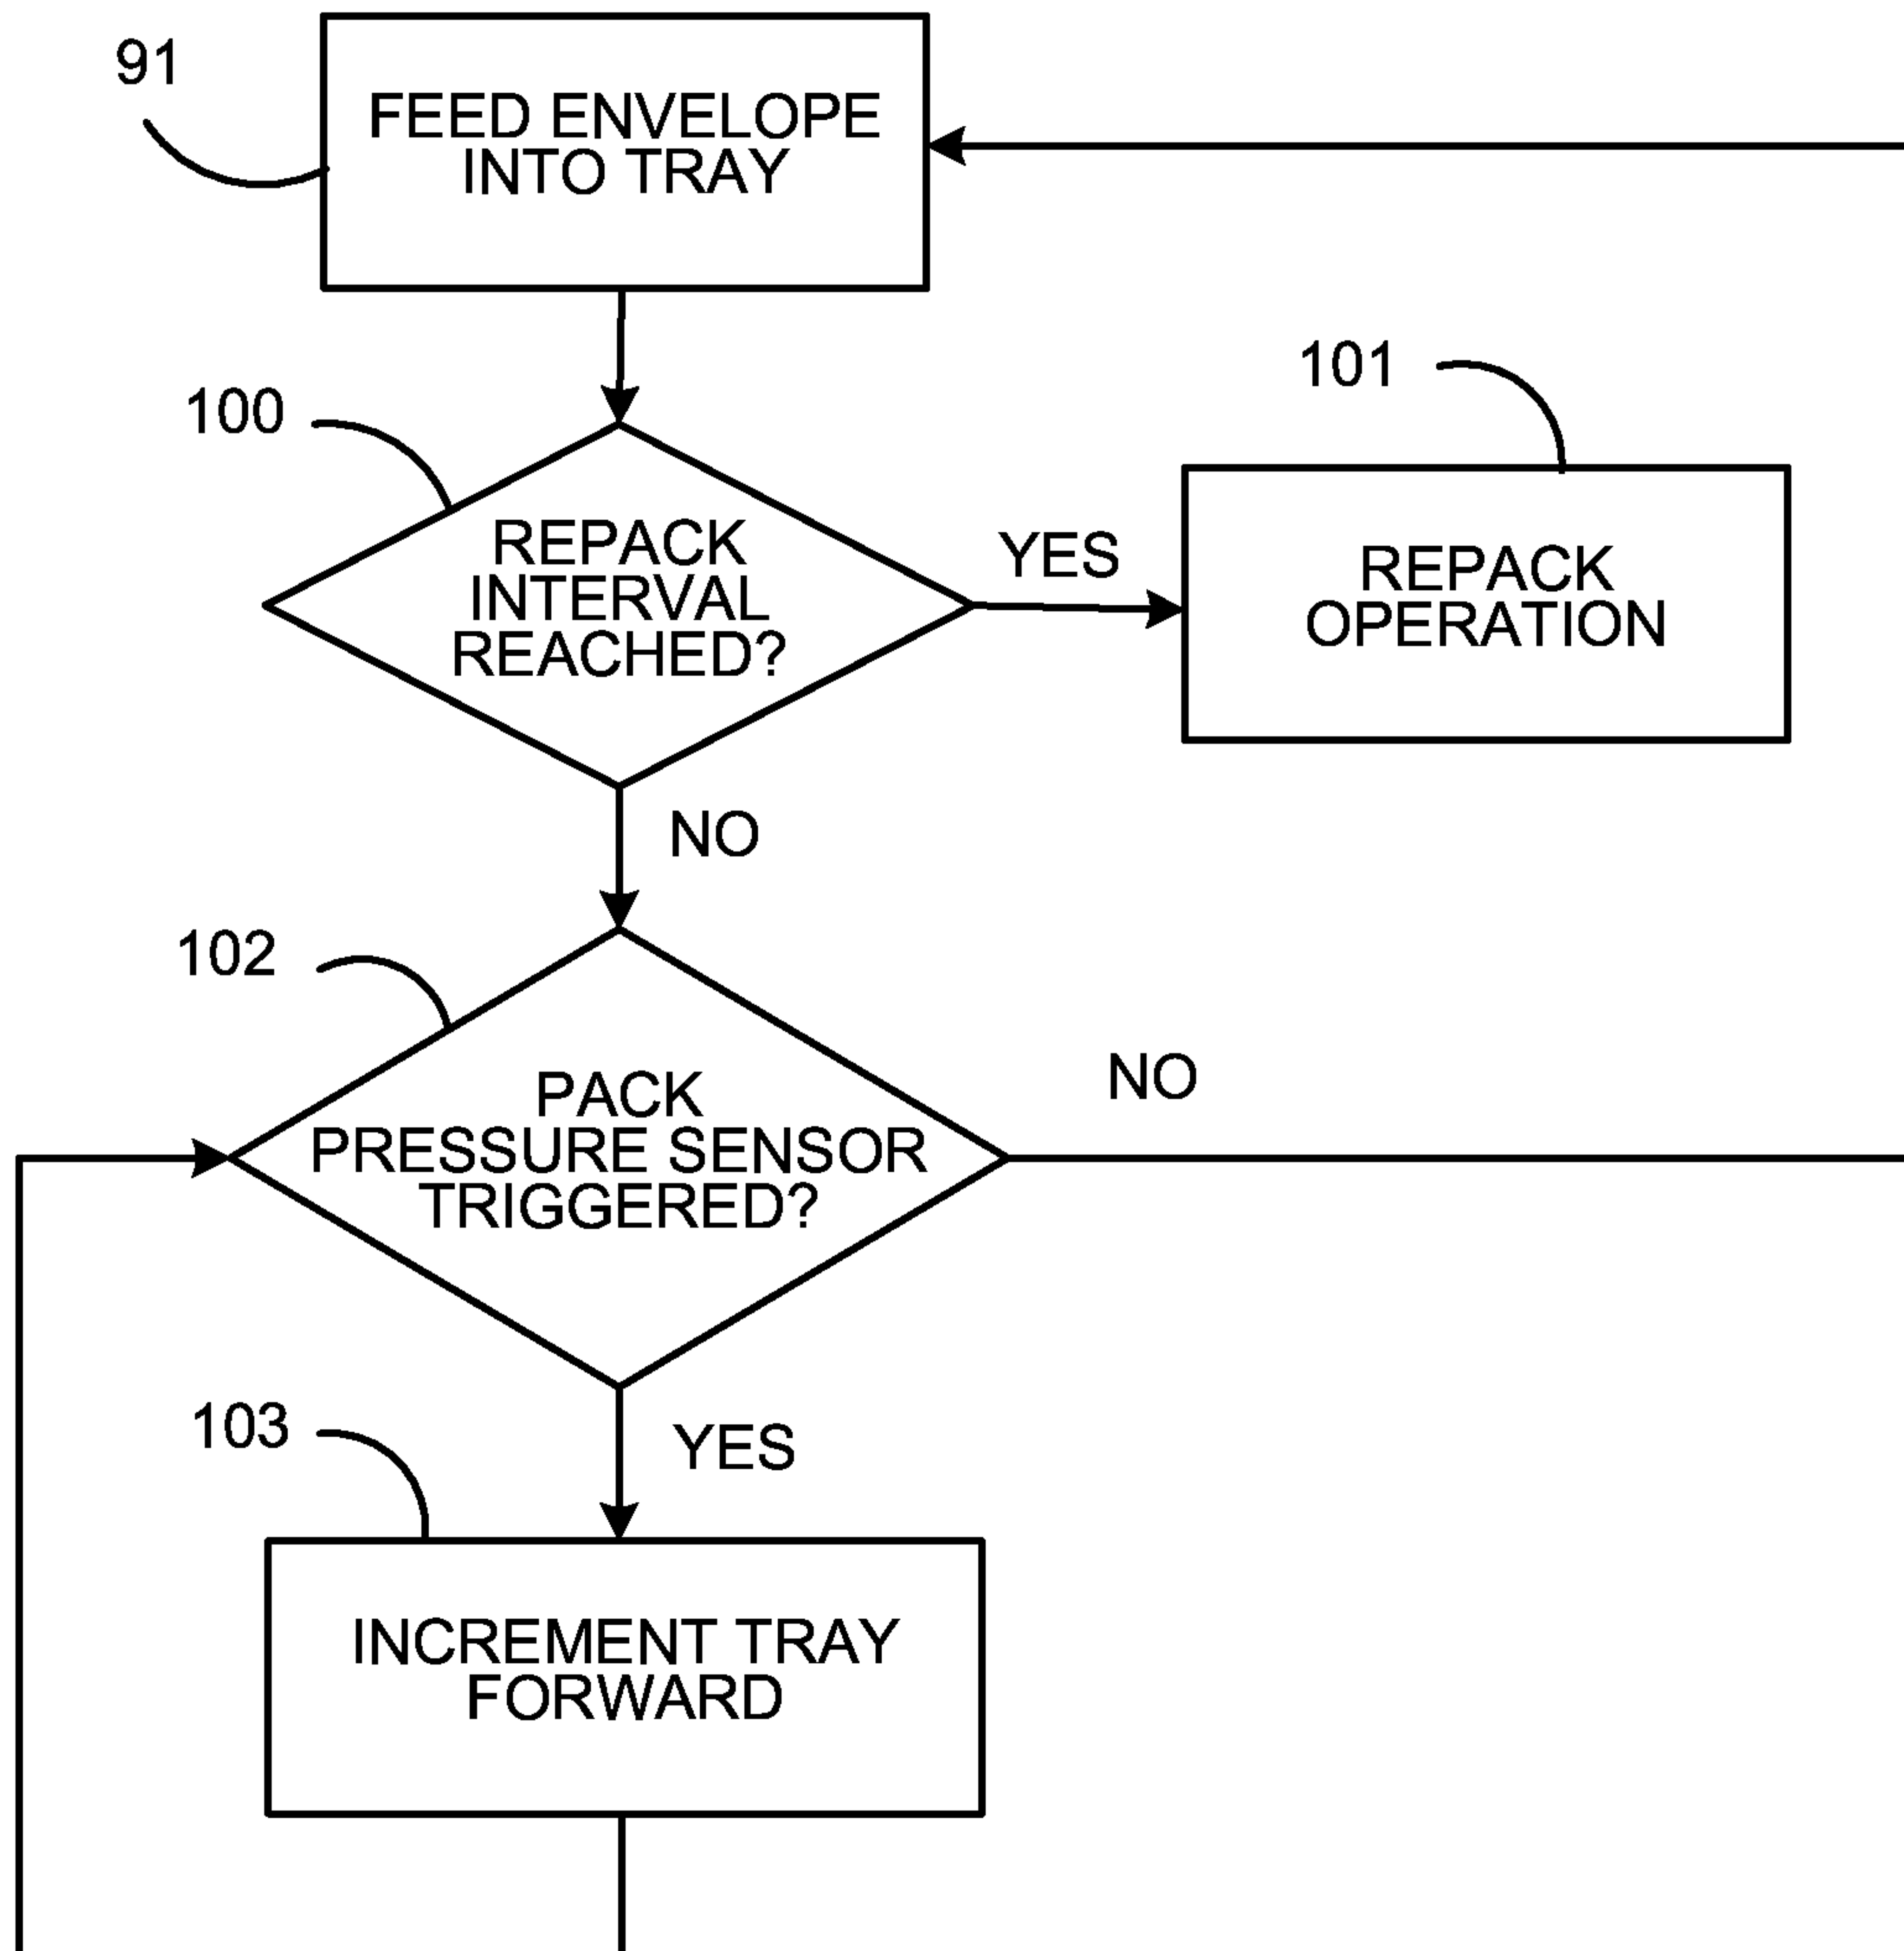 91
FEED ENVELOPE
INTO TRAY
100
101
REPACK
INTERVAL
REACHED?
YES
REPACK
OPERATION
NO
102
PACK
PRESSURE SENSOR
TRIGGERED?
NO
103
YES
INCREMENT TRAY
FORWARD